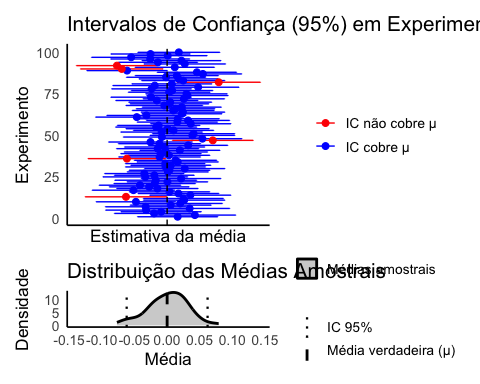 Intervalos de Confiança (95%) em Experimen
Experimento
100
75
50
25
0
Estimativa da média
IC não cobre μ
IC cobre μ
Distribuição das Médias Amostrais
Médias amostrais
Densidade
10
5
0
-0.15-0.10-0.05 0.00 0.05 0.10 0.15
Média
IC 95%
Média verdadeira (μ)